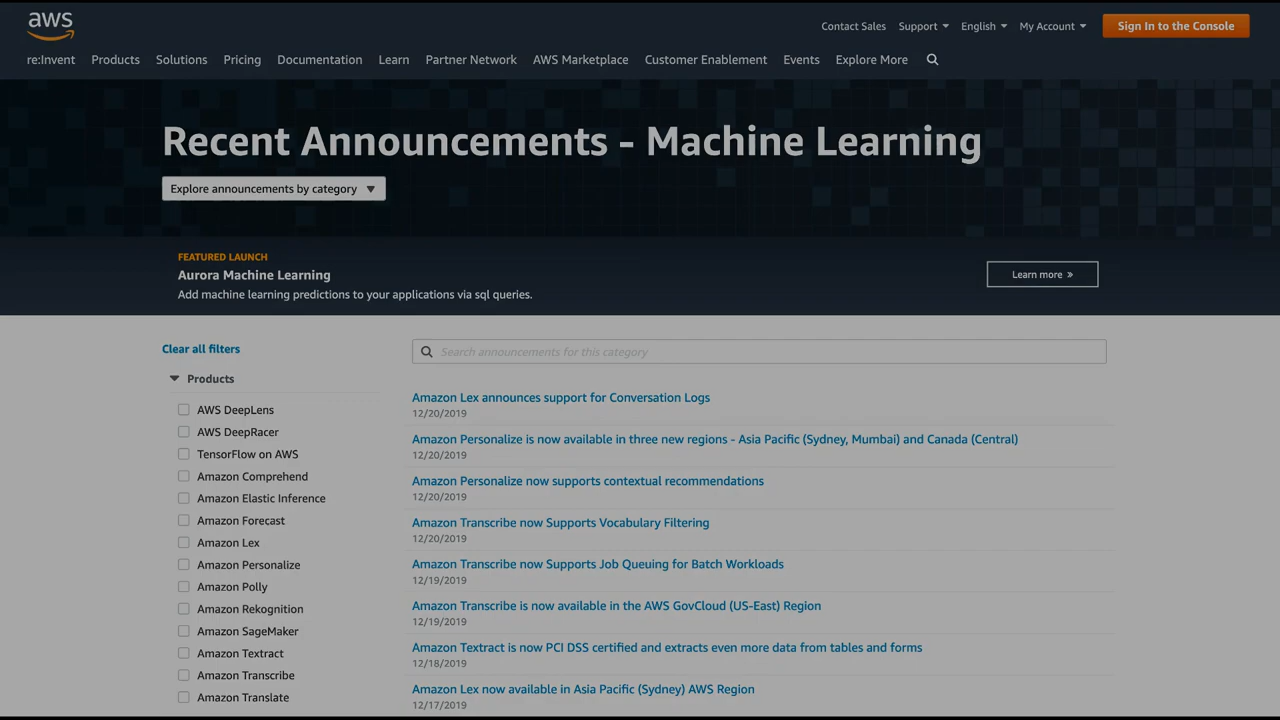 aws
Contact Sales Support English My Account Sign In to the Console
re:Invent Products Solutions Pricing Documentation Learn Partner Network AWS Marketplace Customer Enablement Events Explore More
Recent Announcements - Machine Learning
Explore announcements by category
FEATURED LAUNCH
Aurora Machine Learning
Add machine learning predictions to your applications via sql queries.
Learn more »
Clear all filters
Products
AWS DeepLens
AWS DeepRacer
TensorFlow on AWS
Amazon Comprehend
Amazon Elastic Inference
Amazon Forecast
Amazon Lex
Amazon Personalize
Amazon Polly
Amazon Rekognition
Amazon SageMaker
Amazon Textract
Amazon Transcribe
Amazon Translate
Search announcements for this category
Amazon Lex announces support for Conversation Logs
12/20/2019
Amazon Personalize is now available in three new regions - Asia Pacific (Sydney, Mumbai) and Canada (Central)
12/20/2019
Amazon Personalize now supports contextual recommendations
12/20/2019
Amazon Transcribe now Supports Vocabulary Filtering
12/20/2019
Amazon Transcribe now Supports Job Queuing for Batch Workloads
12/19/2019
Amazon Transcribe is now available in the AWS GovCloud (US-East) Region
12/19/2019
Amazon Textract is now PCI DSS certified and extracts even more data from tables and forms
12/18/2019
Amazon Lex now available in Asia Pacific (Sydney) AWS Region
12/17/2019